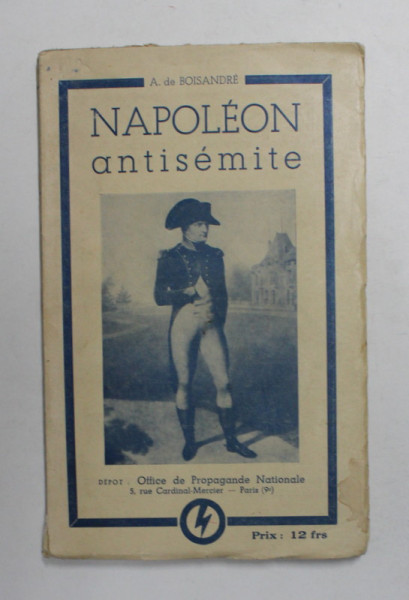 A. de BOISANDRÉ
NAPOLÉON
antisémite
DÉPOT : Office de Propagande Nationale
5, rue Cardinal-Mercier — Paris (9e)
Prix : 12 frs